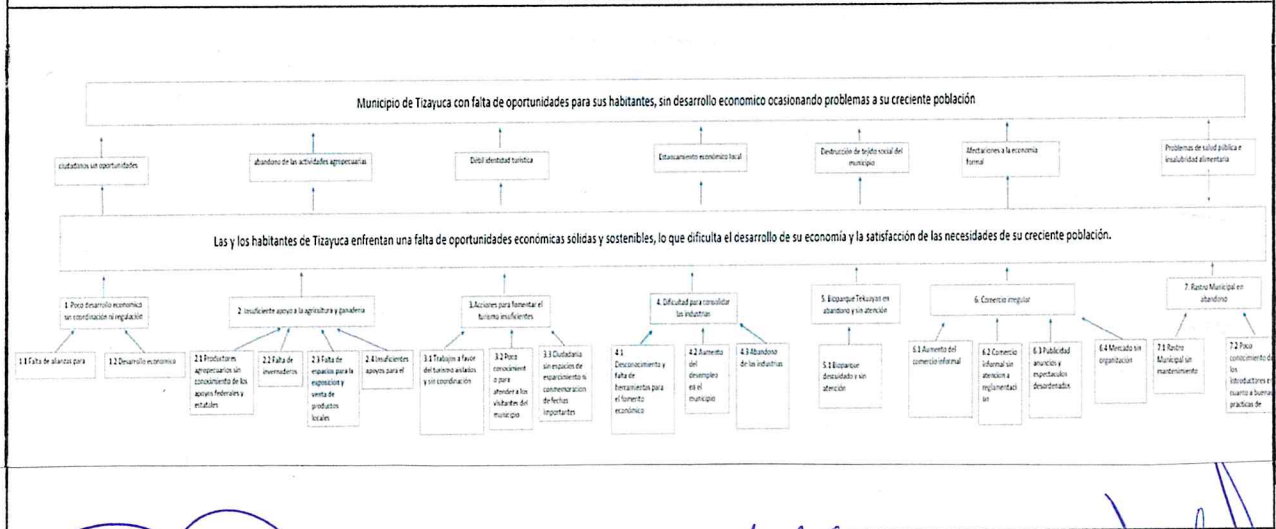 Municipio de Tizayuca con falta de oportunidades para sus habitantes, sin desarrollo economico ocasionando problemas a su creciente población
ciudadanos sin oportunidades
abandono de las actividades agropecuarias
Débil identidad turistica
Estancamiento económico local
Destrucción de tejido social del
municipio
Afectaciones a la economía
formal
Problemas de salud pública e
insalubridad alimentaria
Las y los habitantes de Tizayuca enfrentan una falta de oportunidades económicas sólidas y sostenibles, lo que dificulta el desarrollo de su economía y la satisfacción de las necesidades de su creciente población.
1. Poco desarrollo economico
sin coordinación ni regulación
2. Insuficiente apoyo a la agricultura y ganaderia
3.Acciones para fomentar el
turismo insuficientes
4. Dificultad para consolidar
las industrias
5. Bioparque Tekuayan en
abandono y sin atención
6. Comercio irregular
7. Rastro Municipal en
abandono
1.1 Falta de alianzas para
1.2 Desarrollo economico
2.1 Productores
agropecuarios sin
conocimiento de los
apoyos federales y
estatales
2.2 Falta de
invernaderos
2.3 Falta de
espacios para la
exposicion y
venta de
productos
locales
2.4 Insuficientes
apoyos para el
3.1 Trabajos a favor
del turismo aislados
y sin coordinación
3.2 Poco
conocimient
o para
atender a los
visitantes del
municipio
3.3 Ciudadania
sin espacios de
esparcimiento ni
conmemoracion
de fechas
importantes
4.1
Desconocimiento y
falta de
herramientas para
el fomento
económico
4.2 Aumento
del
desempleo
en el
municipio
4.3 Abandono
de las industrias
5.1 Bioparque
descuidado y sin
atención
6.1 Aumento del
comercio informal
6.2 Comercio
informal sin
atencion a
reglamentaci
on
6.3 Publicidad
anuncios y
espectaculos
desordenados
6.4 Mercado sin
organización
7.1 Rastro
Municipal sin
mantenimiento
7.2 Poco
conocimiento de
los
introductores en
cuanto a buenas
practicas de